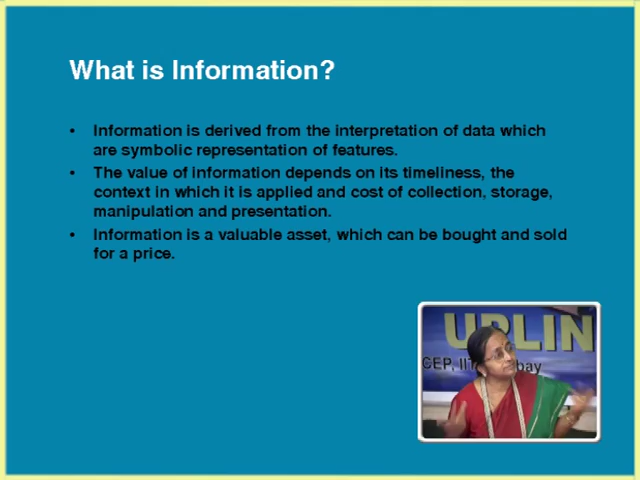 What is Information?
• Information is derived from the interpretation of data which
are symbolic representation of features.
• The value of information depends on its timeliness, the
context in which it is applied and cost of collection, storage,
manipulation and presentation.
• Information is a valuable asset, which can be bought and sold
for a price.
UPLIN
CEP, II bay